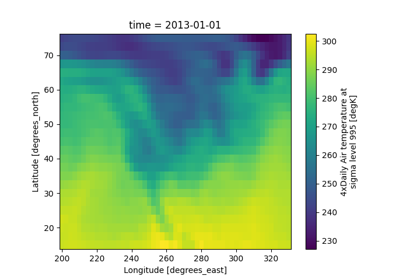 time = 2013-01-01
70
60
50
40
30
20
Latitude [degrees_north]
200 220 240 260 280 300 320
Longitude [degrees_east]
300
290
280
270
260
250
240
230
4xDaily Air temperature at
sigma level 995 [degK]